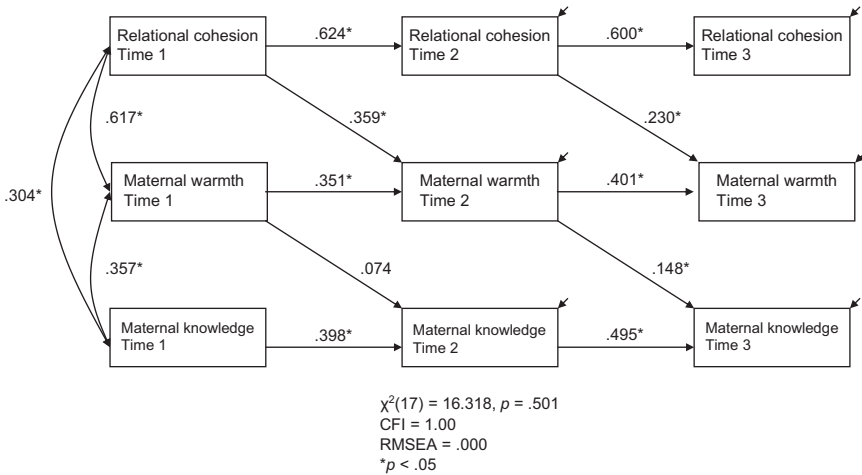 Relational cohesion
Time 1
.624*
Relational cohesion
Time 2
.600*
Relational cohesion
Time 3
.617*
.359*
.230*
.304*
Maternal warmth
Time 1
.351*
Maternal warmth
Time 2
.401*
Maternal warmth
Time 3
.357*
.074
.148*
Maternal knowledge
Time 1
.398*
Maternal knowledge
Time 2
.495*
Maternal knowledge
Time 3
χ²(17) = 16.318, p = .501
CFI = 1.00
RMSEA = .000
*p < .05